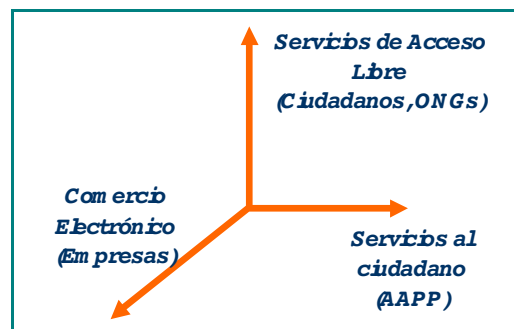 Servicios de Acceso
Libre
(Ciudadanos,ONGs)
Comercio
Electrónico
(Empresas)
Servicios al
ciudadano
(AAPP)